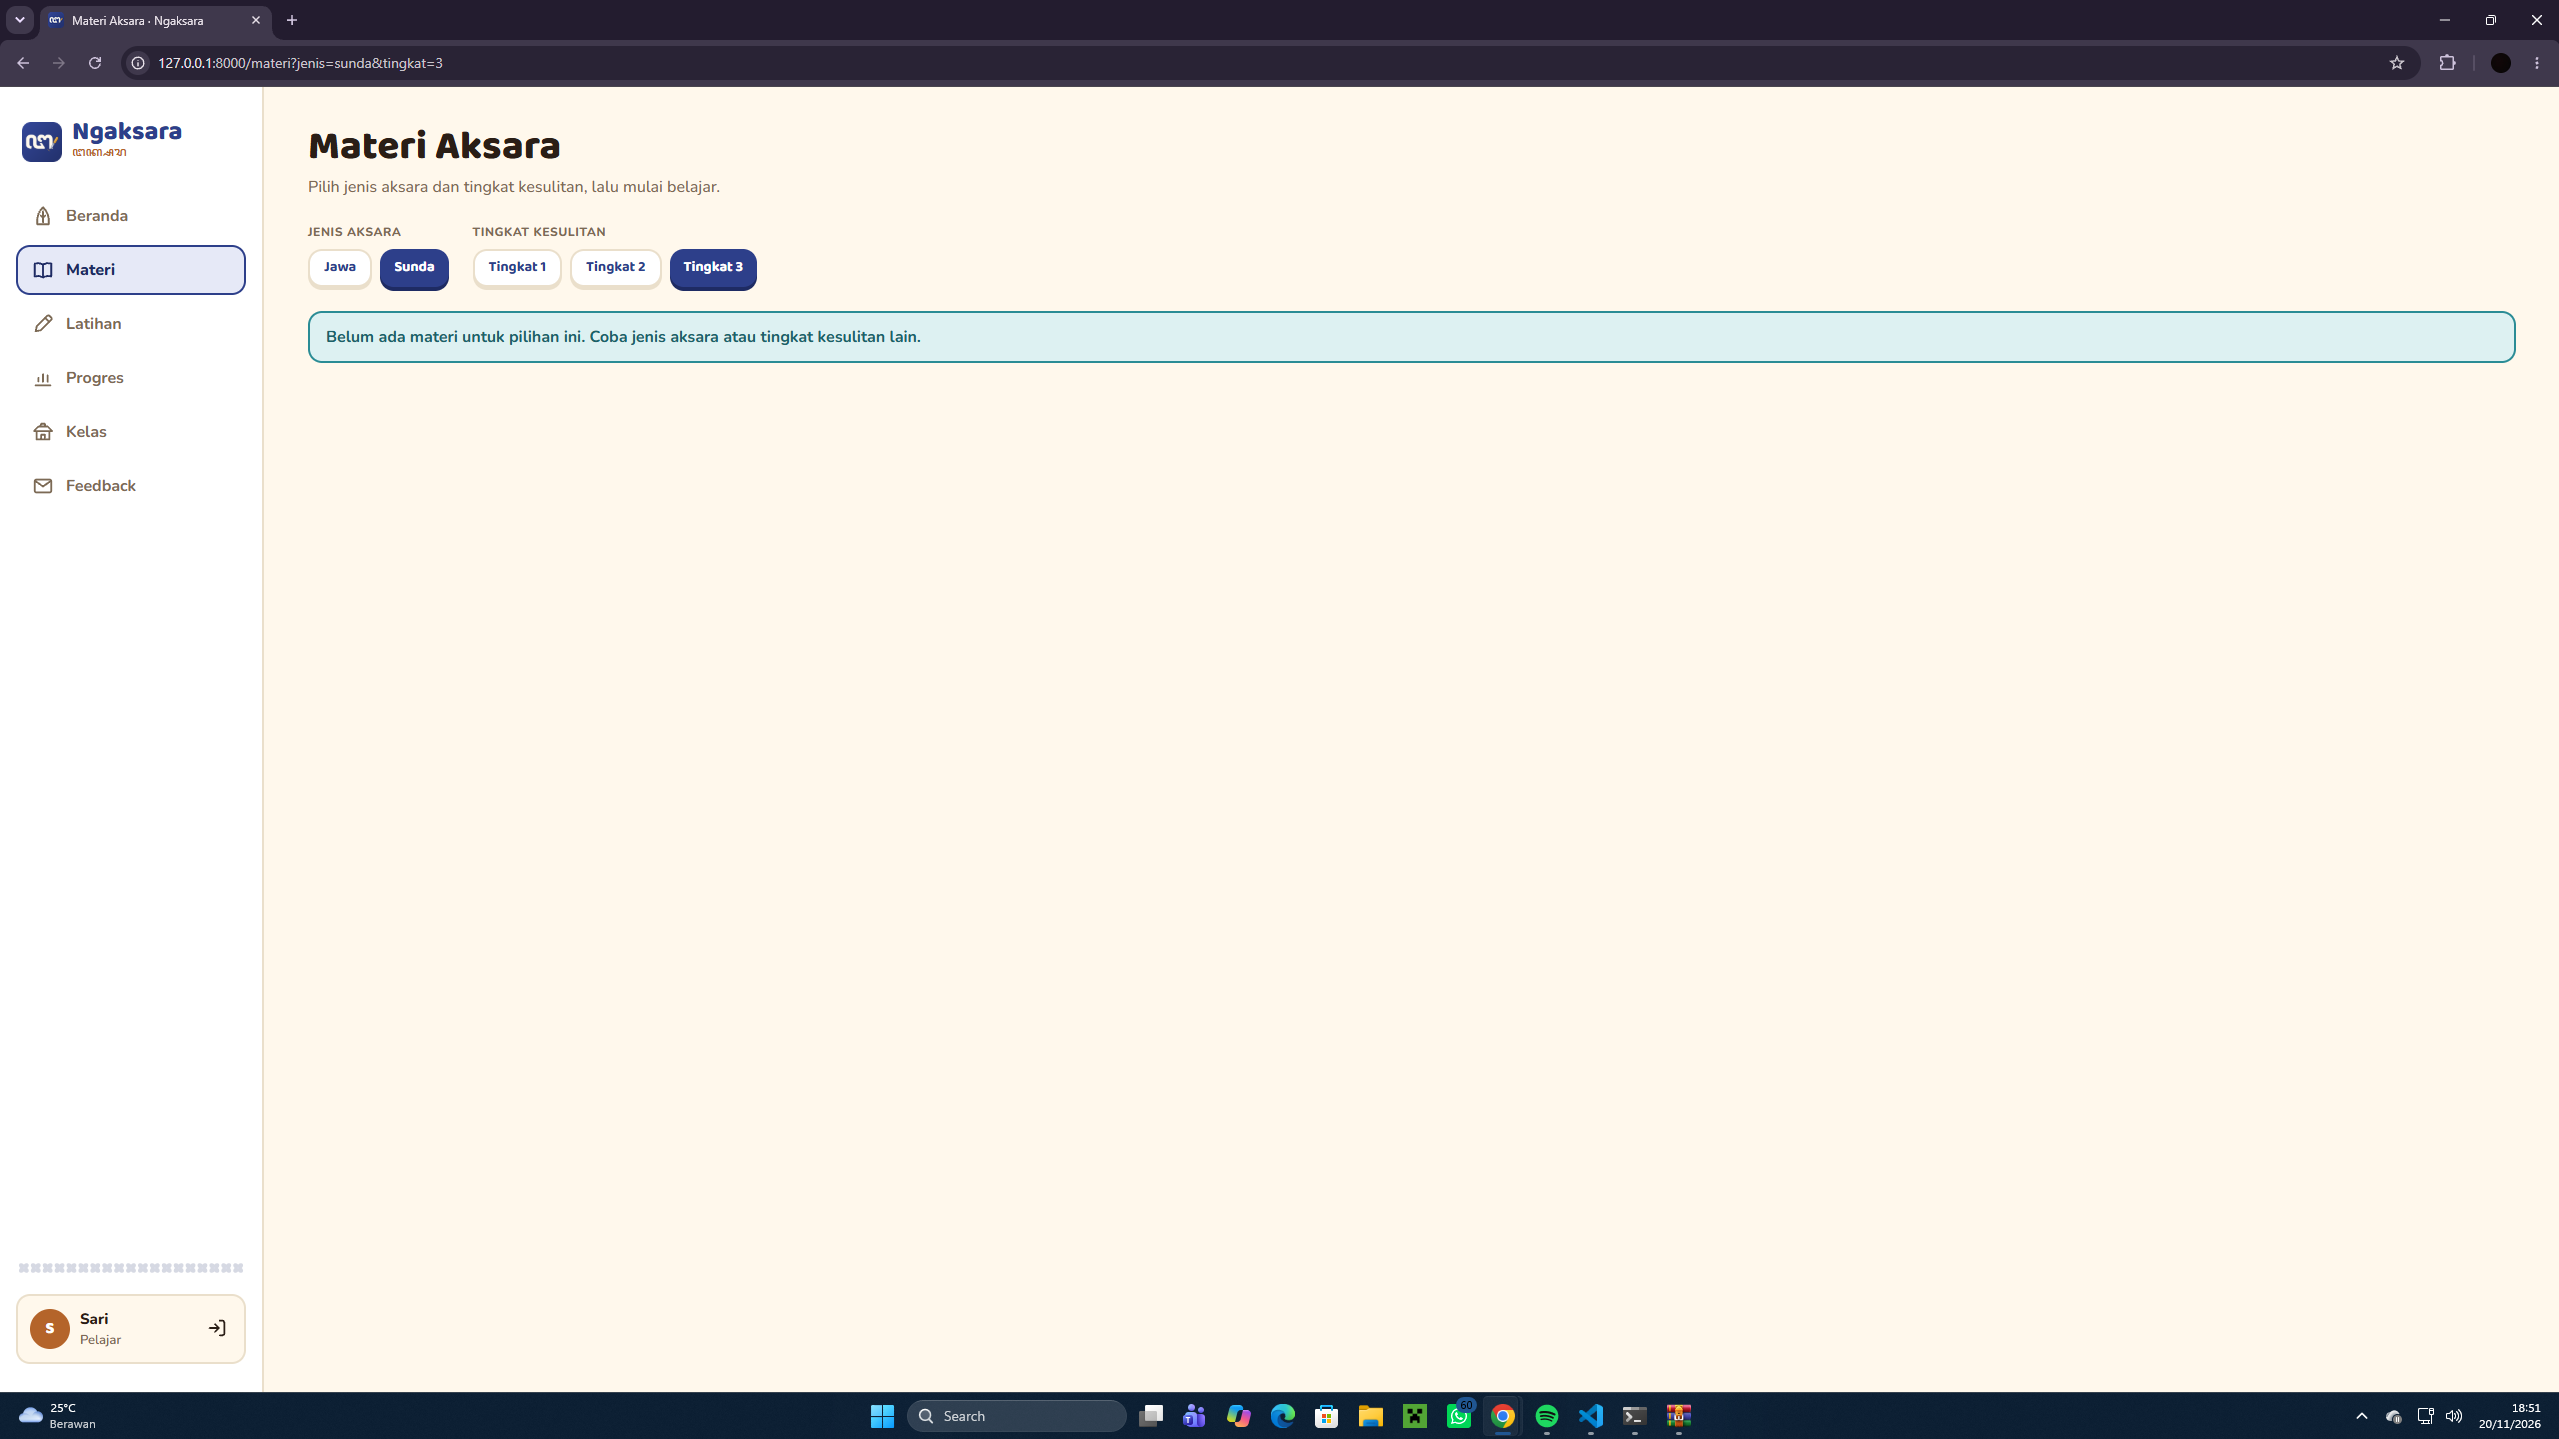 Materi Aksara · Ngaksara
127.0.0.1:8000/materi?jenis=sunda&tingkat=3
Ngaksara
Beranda
Materi
Latihan
Progres
Kelas
Feedback
S
Sari
Pelajar
Materi Aksara
Pilih jenis aksara dan tingkat kesulitan, lalu mulai belajar.
JENIS AKSARA
TINGKAT KESULITAN
Jawa
Sunda
Tingkat 1
Tingkat 2
Tingkat 3
Belum ada materi untuk pilihan ini. Coba jenis aksara atau tingkat kesulitan lain.
25°C
Berawan
Search
60
18:51
20/11/2026